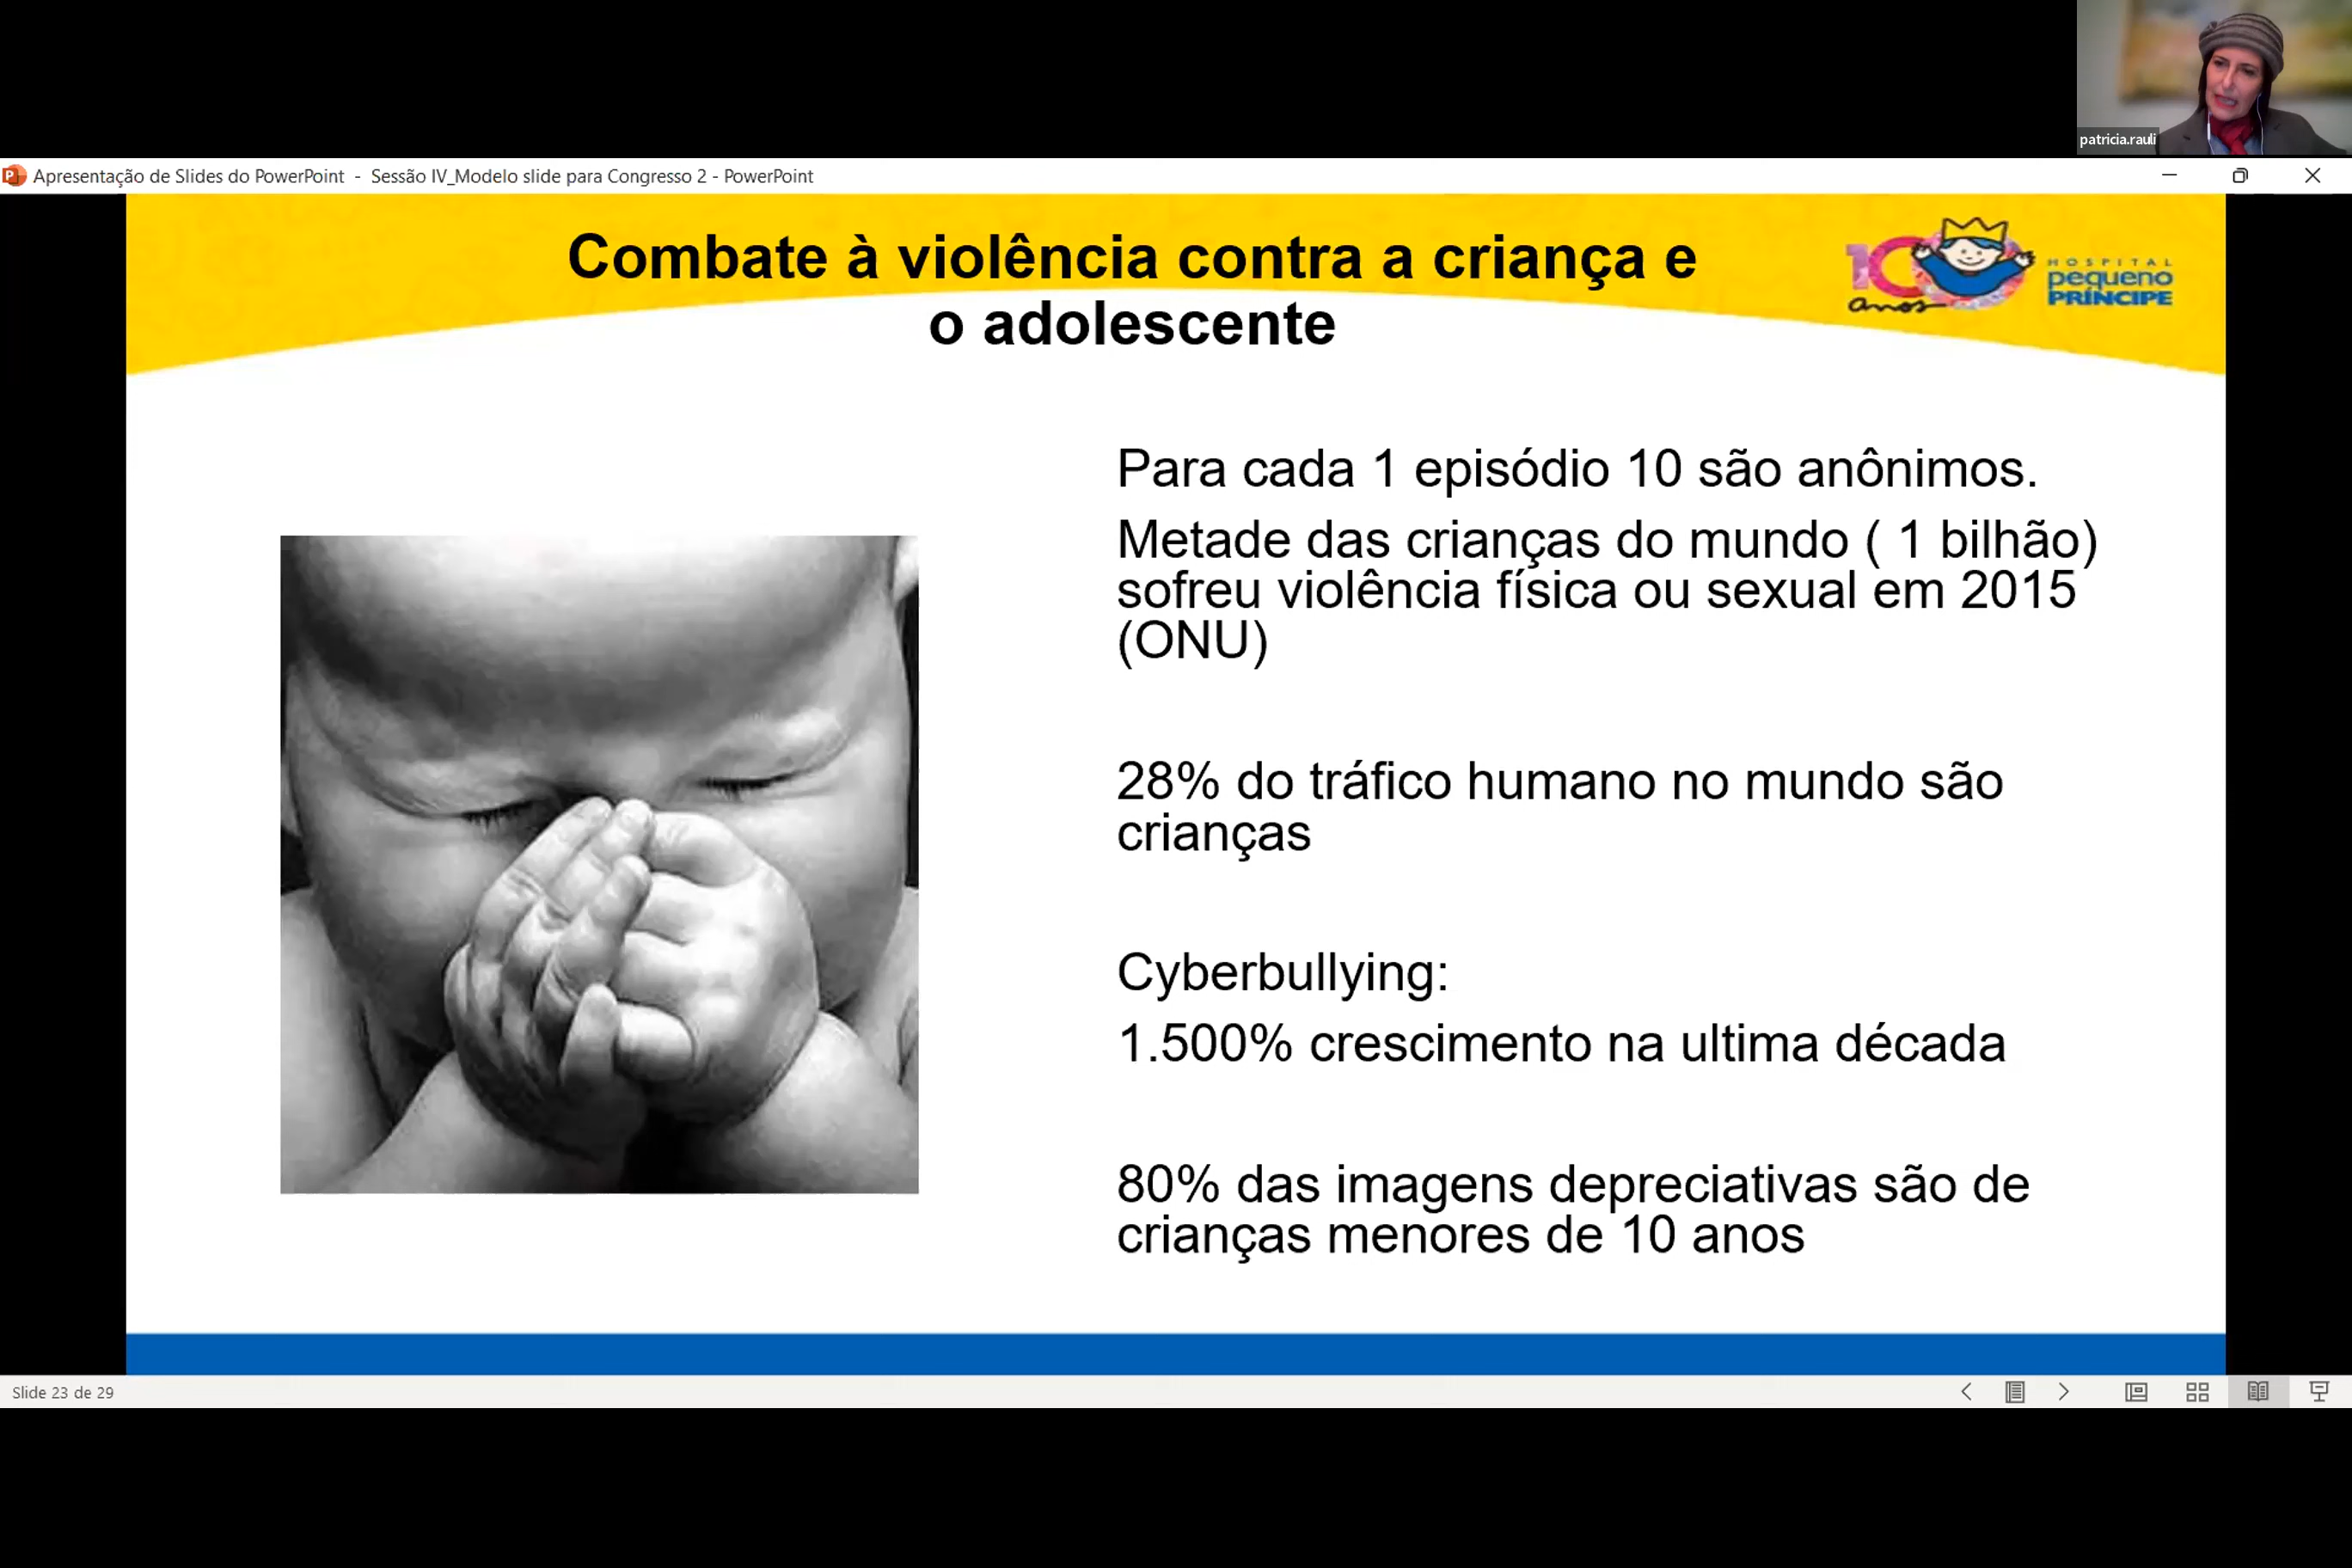 patricia.rauli
Apresentação de Slides do PowerPoint - Sessão IV_Modelo slide para Congresso 2 - PowerPoint
Combate à violência contra a criança e
o adolescente
100
anos
HOSPITAL
pequeno
PRÍNCIPE
Para cada 1 episódio 10 são anônimos.
Metade das crianças do mundo ( 1 bilhão)
sofreu violência física ou sexual em 2015
(ONU)
28% do tráfico humano no mundo são
crianças
Cyberbullying:
1.500% crescimento na ultima década
80% das imagens depreciativas são de
crianças menores de 10 anos
Slide 23 de 29